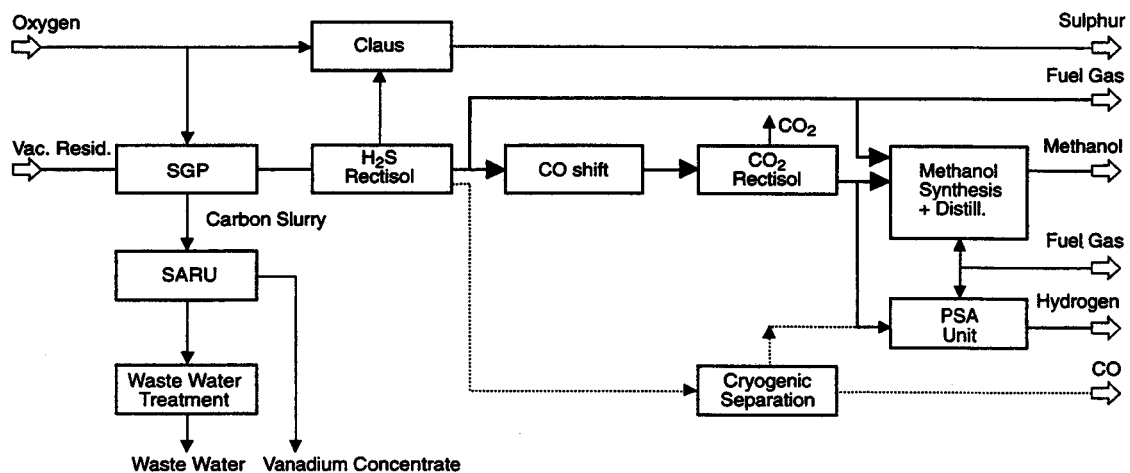 Oxygen
Sulphur
Claus
Fuel Gas
CO₂
Vac. Resid.
SGP
H₂S
Rectisol
CO shift
CO₂
Rectisol
Methanol
Synthesis
+ Distill.
Methanol
Carbon Slurry
Fuel Gas
SARU
Hydrogen
PSA
Unit
Waste Water
Treatment
Cryogenic
Separation
CO
Waste Water
Vanadium Concentrate